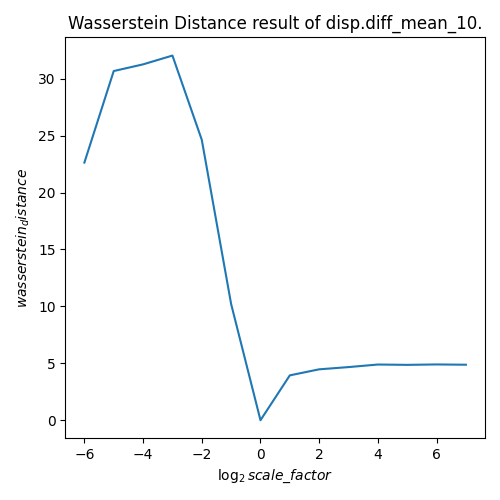 Wasserstein Distance result of disp.diff_mean_10.
30
25
20
15
10
5
0
wasserstein_distance
−6 −4 −2 0 2 4 6
log₂ scale_factor